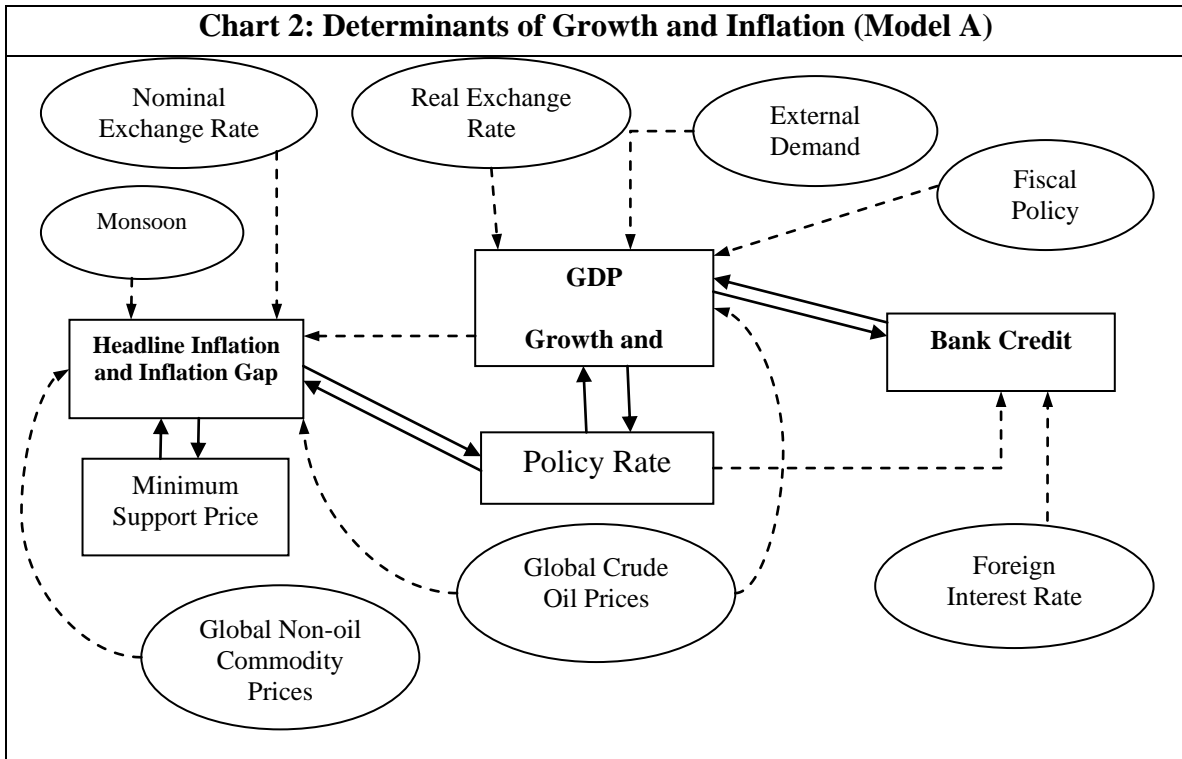 Chart 2: Determinants of Growth and Inflation (Model A)
Nominal
Exchange Rate
Real Exchange
Rate
External
Demand
Fiscal
Policy
Monsoon
GDP
Growth and
Headline Inflation
and Inflation Gap
Bank Credit
Policy Rate
Minimum
Support Price
Global Crude
Oil Prices
Foreign
Interest Rate
Global Non-oil
Commodity
Prices